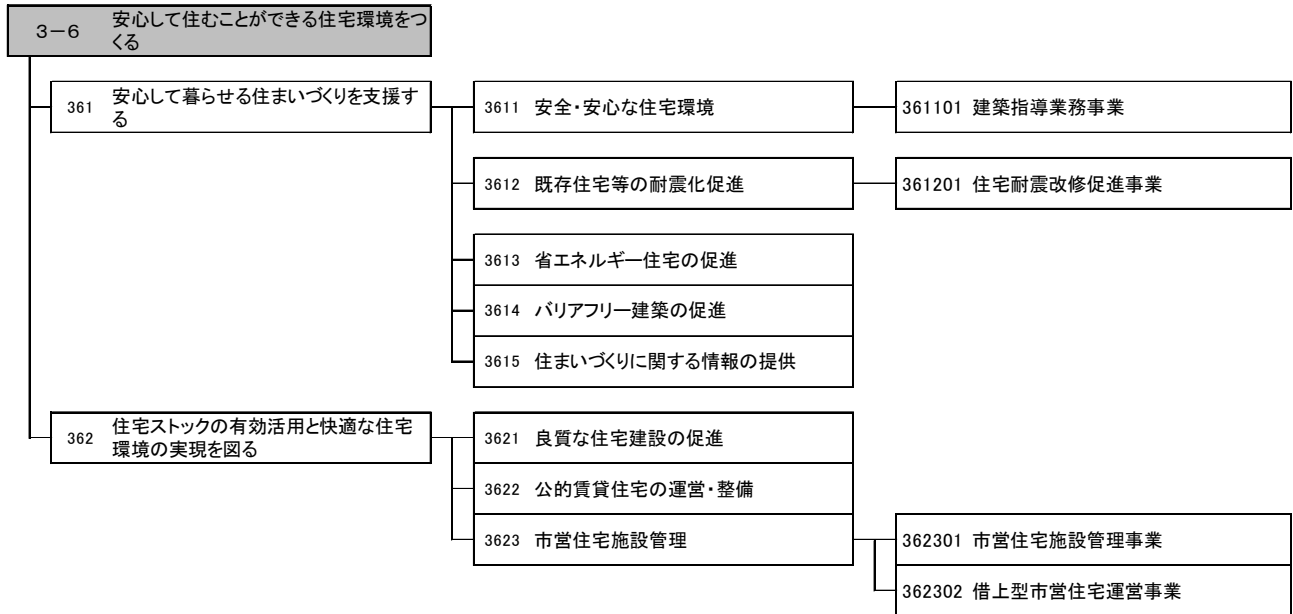 3－6 安心して住むことができる住宅環境をつ
くる
361 安心して暮らせる住まいづくりを支援す
る
3611 安全・安心な住宅環境
361101 建築指導業務事業
3612 既存住宅等の耐震化促進
361201 住宅耐震改修促進事業
3613 省エネルギー住宅の促進
3614 バリアフリー建築の促進
3615 住まいづくりに関する情報の提供
362 住宅ストックの有効活用と快適な住宅
環境の実現を図る
3621 良質な住宅建設の促進
3622 公的賃貸住宅の運営・整備
3623 市営住宅施設管理
362301 市営住宅施設管理事業
362302 借上型市営住宅運営事業